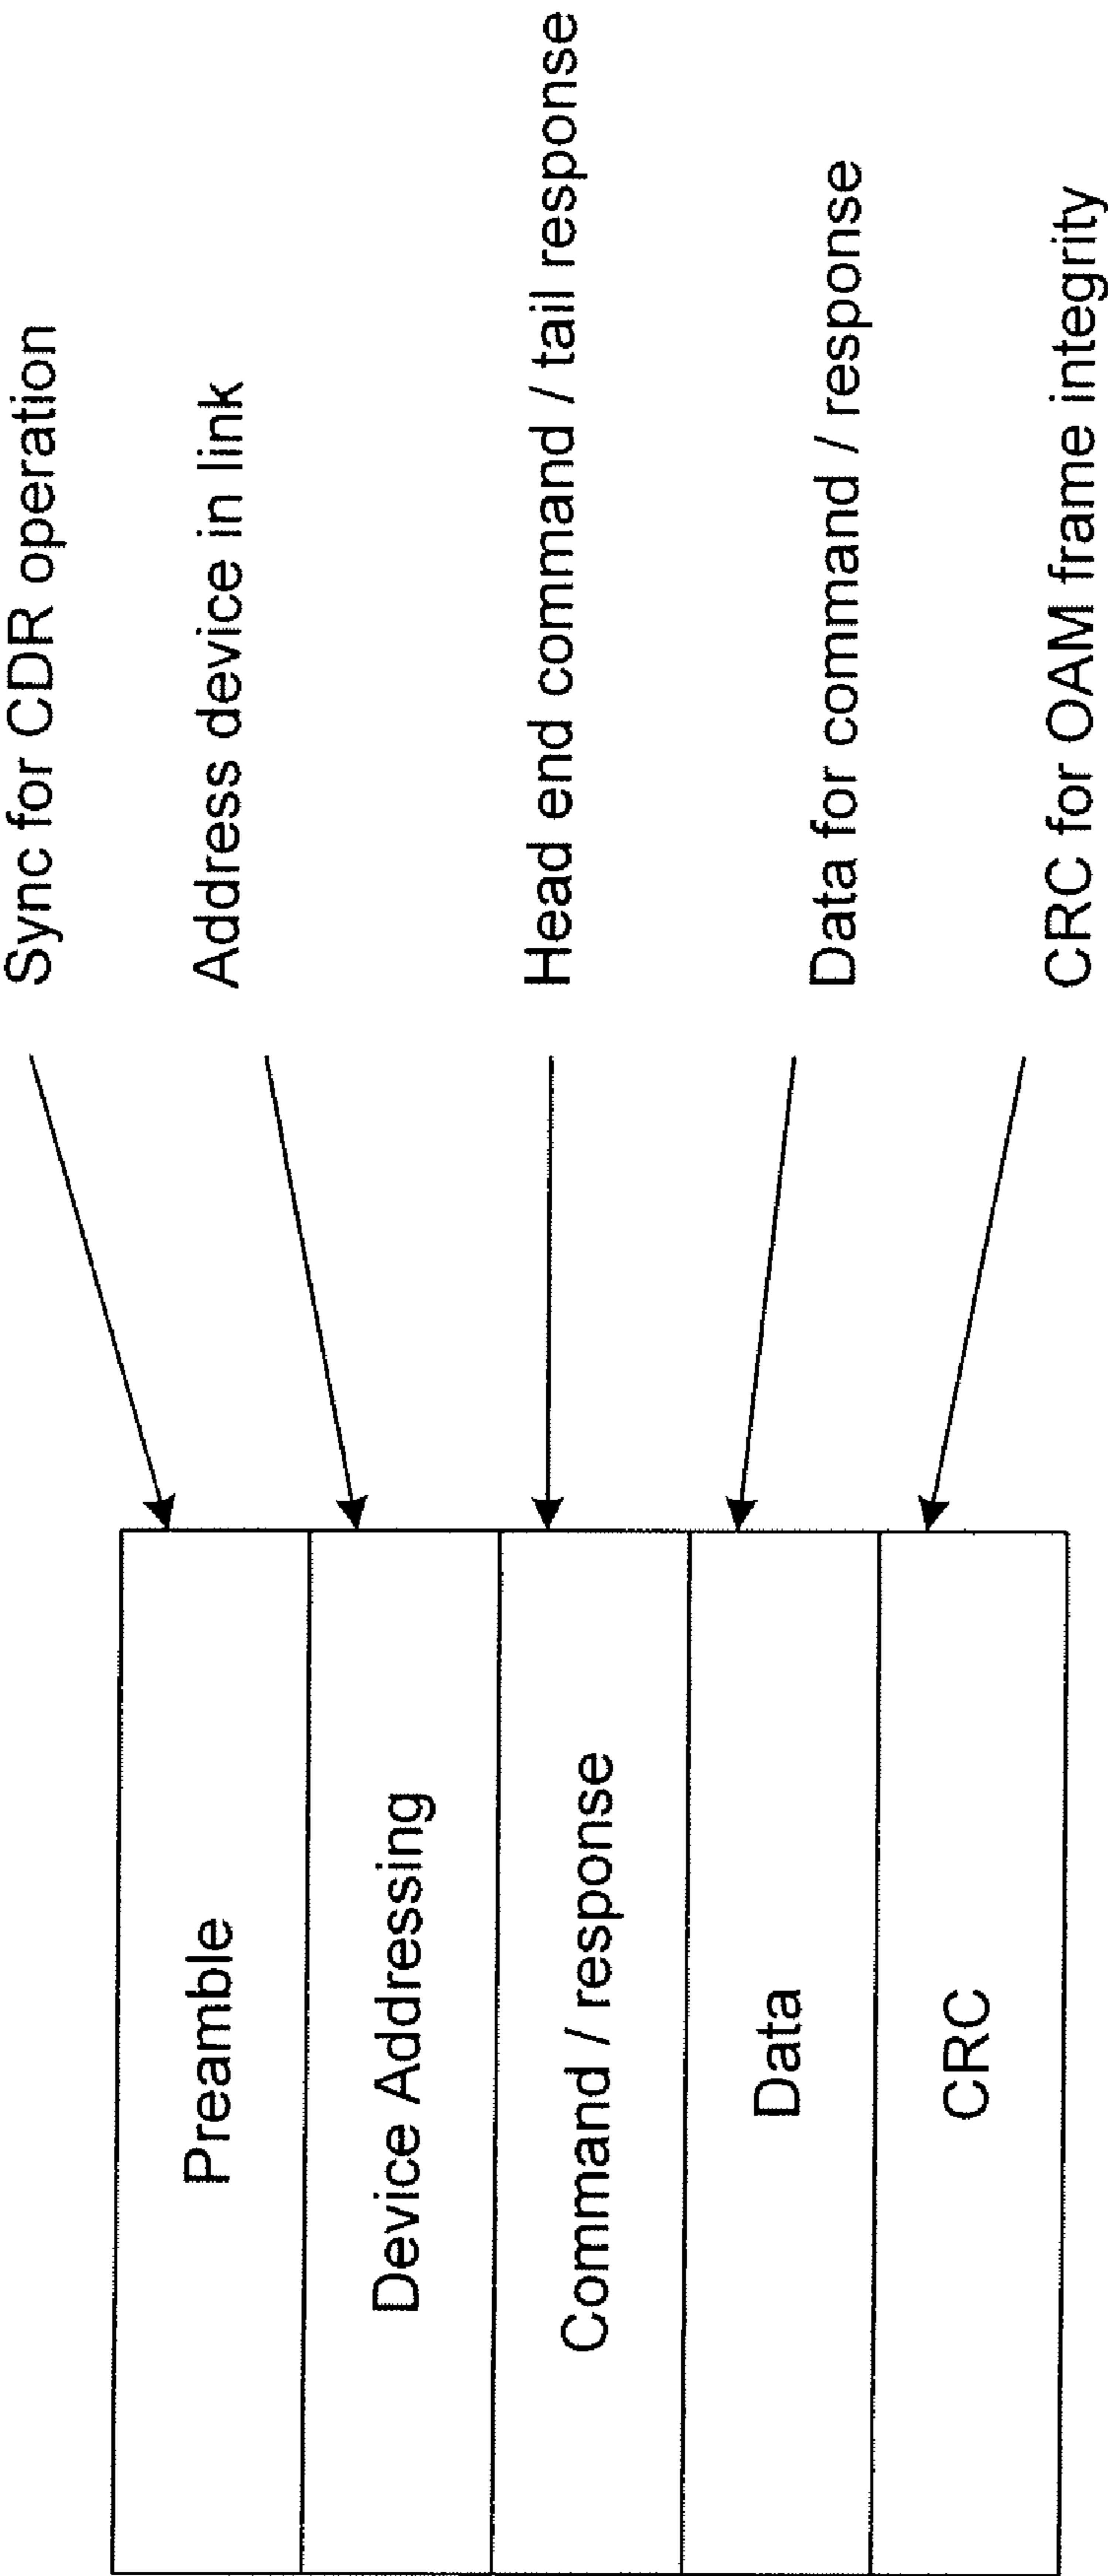 Preamble
Sync for CDR operation
Device Addressing
Address device in link
Command / response
Head end command / tail response
Data
Data for command / response
CRC
CRC for OAM frame integrity